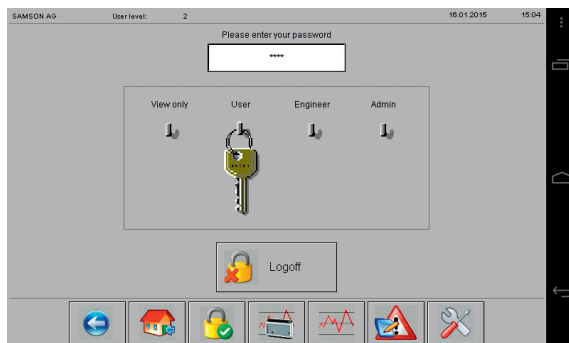 SAMSON AG User level: 2 16.01.2015 15:04
Please enter your password
****
View only User Engineer Admin
Logoff